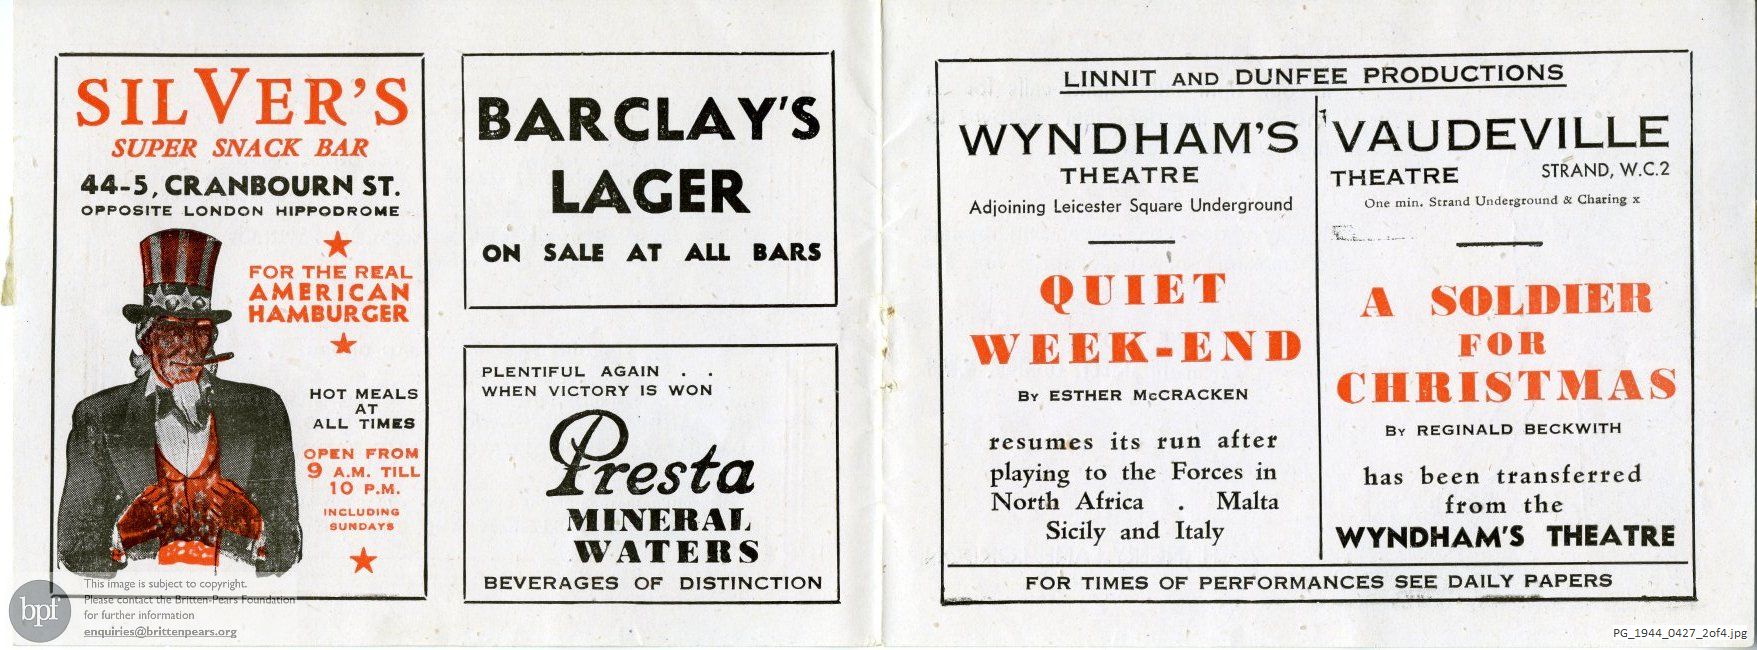 SILVER'S
SUPER SNACK BAR
44-5, CRANBOURN ST.
OPPOSITE LONDON HIPPODROME
FOR THE REAL
AMERICAN
HAMBURGER
HOT MEALS
AT
ALL TIMES
OPEN FROM
9 A.M. TILL
10 P.M.
INCLUDING
SUNDAYS
BARCLAY'S
LAGER
ON SALE AT ALL BARS
PLENTIFUL AGAIN . .
WHEN VICTORY IS WON
Presta
MINERAL
WATERS
BEVERAGES OF DISTINCTION
LINNIT AND DUNFEE PRODUCTIONS
WYNDHAM'S
THEATRE
Adjoining Leicester Square Underground
QUIET
WEEK-END
By ESTHER McCRACKEN
resumes its run after
playing to the Forces in
North Africa . Malta
Sicily and Italy
VAUDEVILLE
THEATRE STRAND, W.C.2
One min. Strand Underground & Charing x
A SOLDIER
FOR
CHRISTMAS
By REGINALD BECKWITH
has been transferred
from the
WYNDHAM'S THEATRE
FOR TIMES OF PERFORMANCES SEE DAILY PAPERS
bpf
This image is subject to copyright.
Please contact the Britten-Pears Foundation
for further information
enquiries@brittenpears.org
PG_1944_0427_2of4.jpg